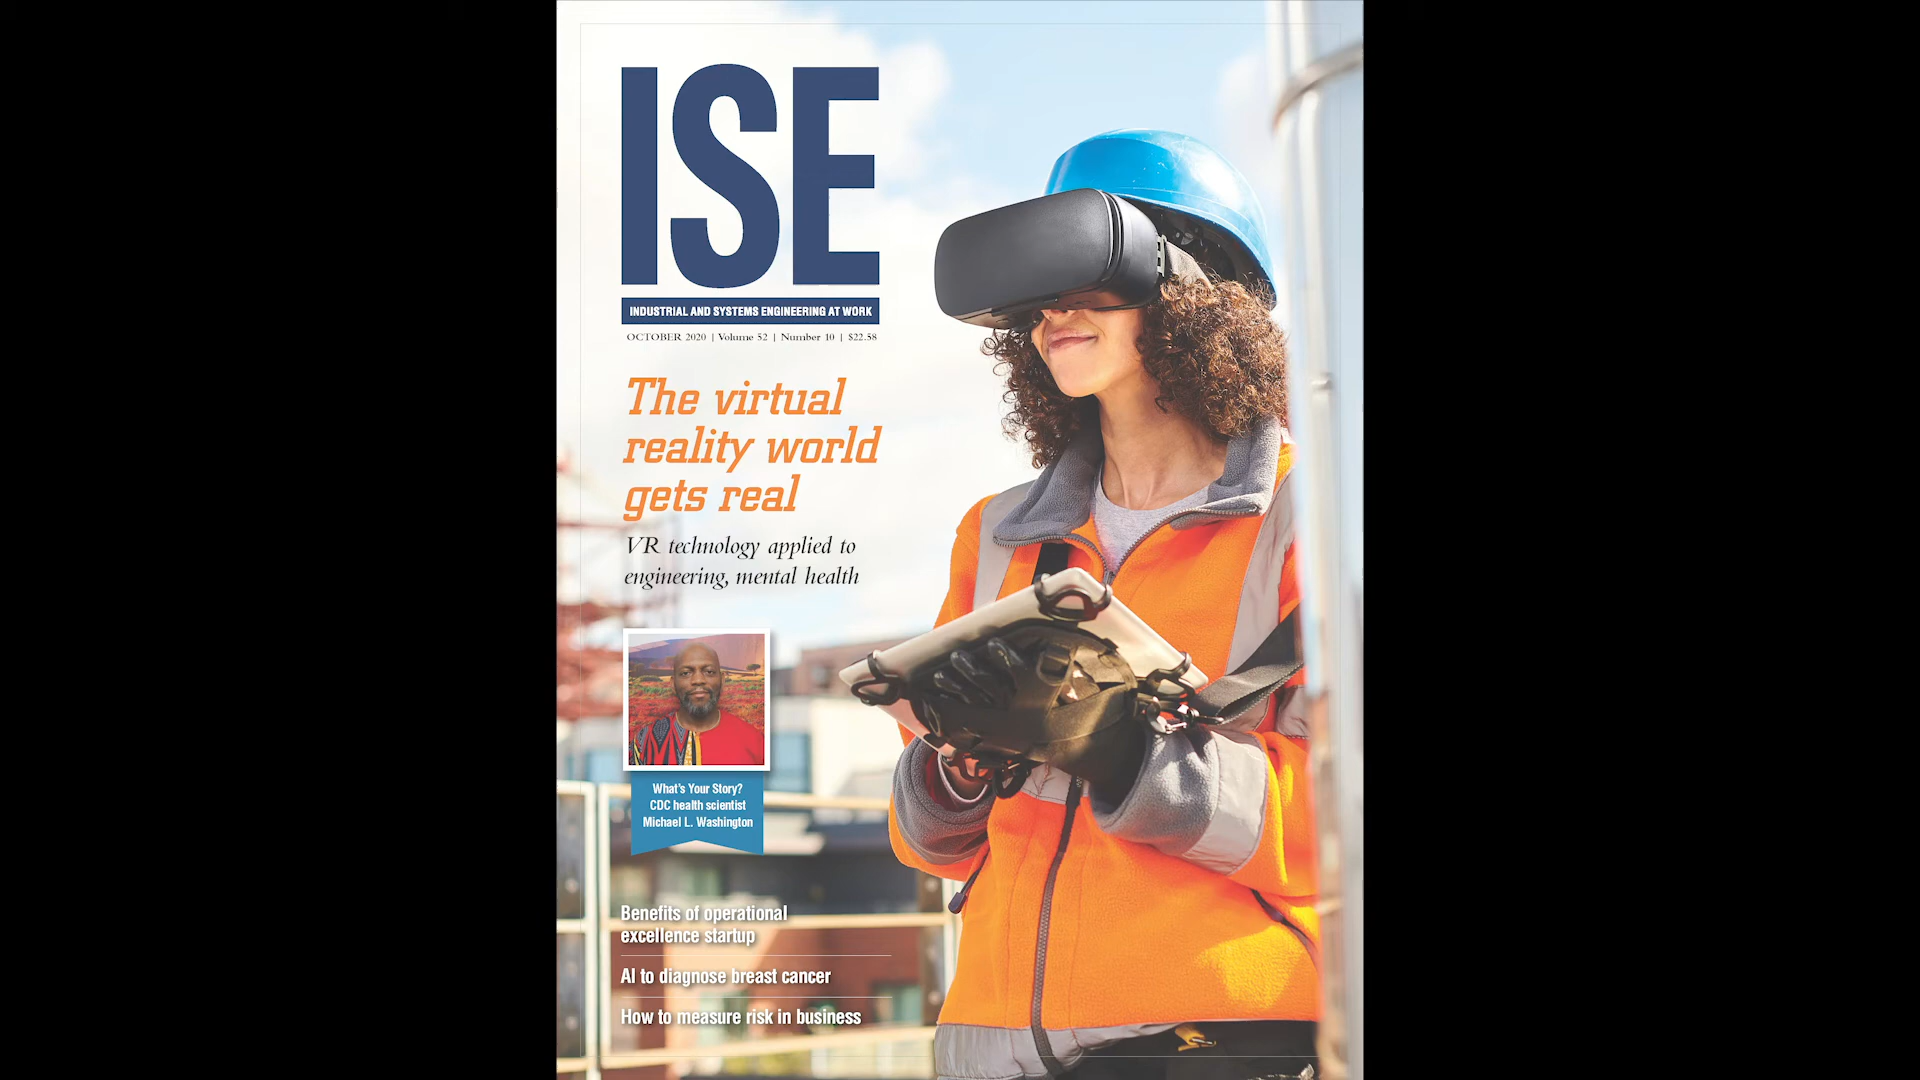 ISE
INDUSTRIAL AND SYSTEMS ENGINEERING AT WORK
OCTOBER 2020 | Volume 52 | Number 10 | $22.58
The virtual
reality world
gets real
VR technology applied to
engineering, mental health
What's Your Story?
CDC health scientist
Michael L. Washington
Benefits of operational
excellence startup
AI to diagnose breast cancer
How to measure risk in business